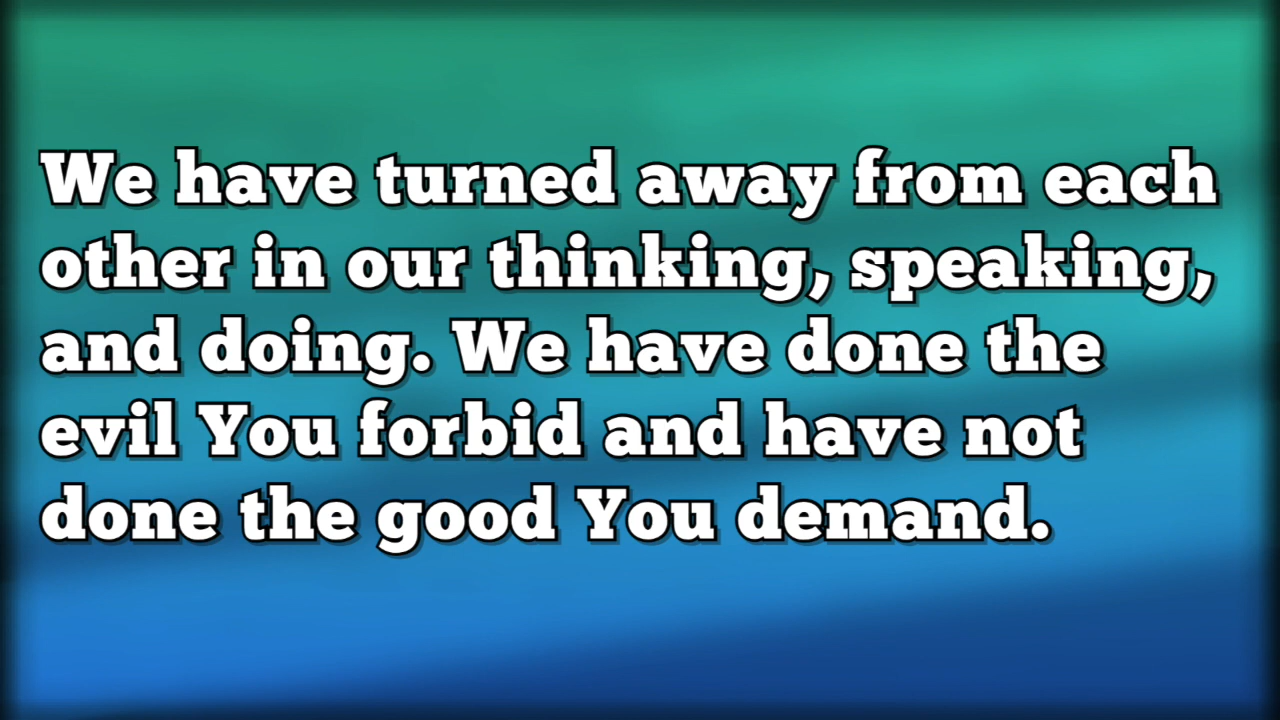 We have turned away from each
other in our thinking, speaking,
and doing. We have done the
evil You forbid and have not
done the good You demand.